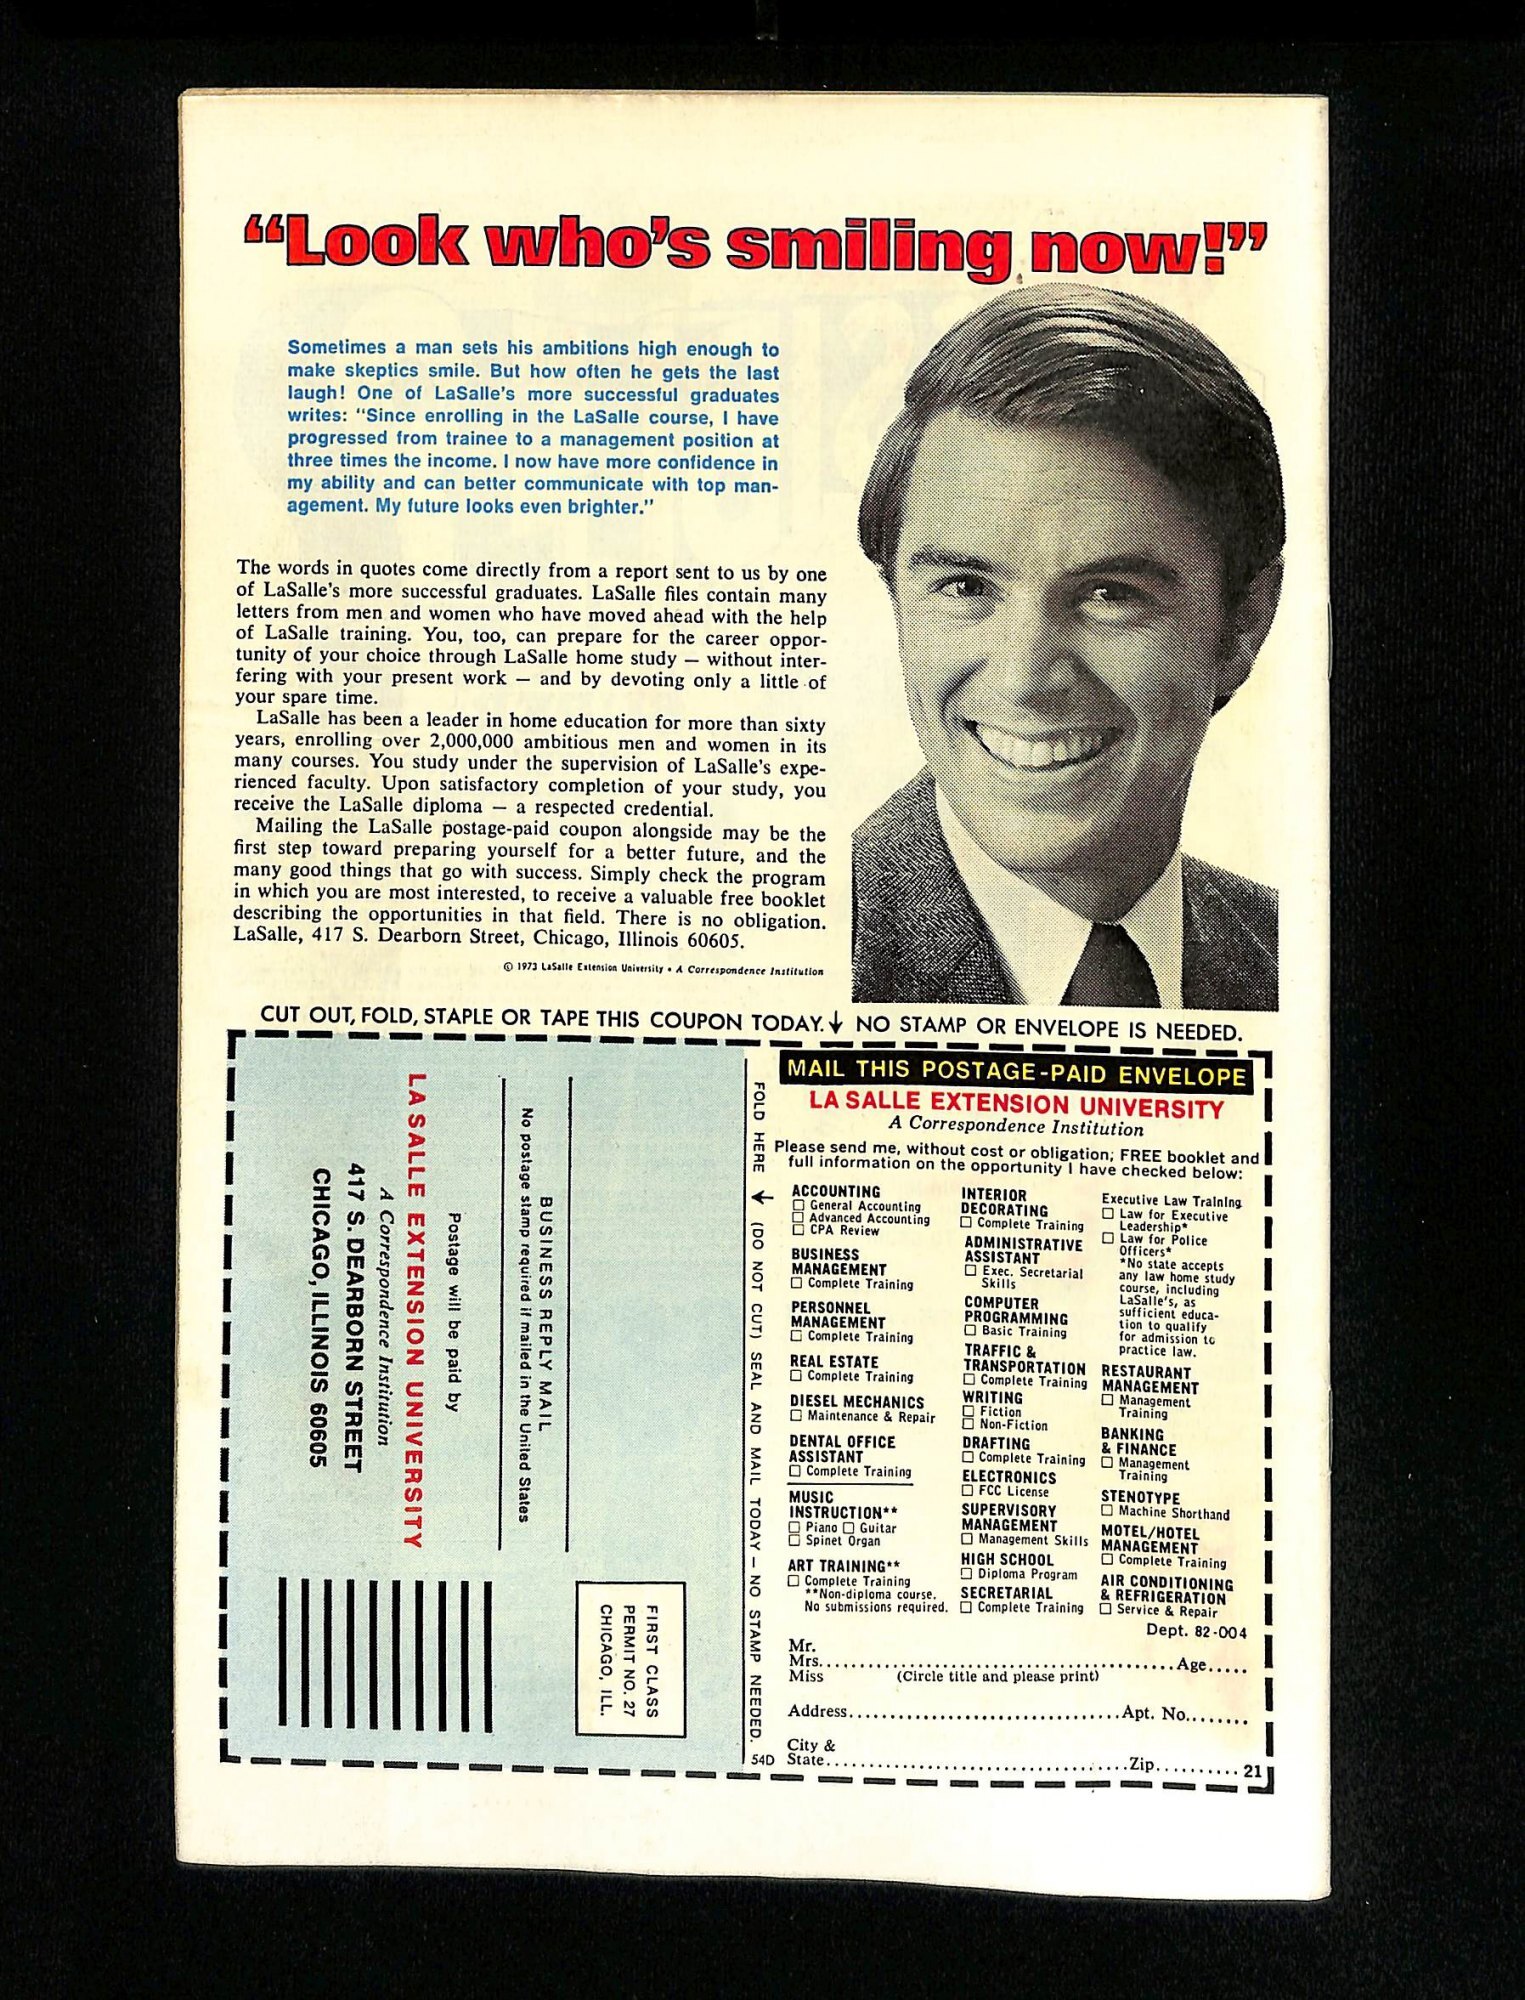 “Look who’s smiling now!”
Sometimes a man sets his ambitions high enough to
make skeptics smile. But how often he gets the last
laugh! One of LaSalle's more successful graduates
writes: "Since enrolling in the LaSalle course, I have
progressed from trainee to a management position at
three times the income. I now have more confidence in
my ability and can better communicate with top man-
agement. My future looks even brighter."
The words in quotes come directly from a report sent to us by one
of LaSalle's more successful graduates. LaSalle files contain many
letters from men and women who have moved ahead with the help
of LaSalle training. You, too, can prepare for the career oppor-
tunity of your choice through LaSalle home study — without inter-
fering with your present work — and by devoting only a little of
your spare time.
LaSalle has been a leader in home education for more than sixty
years, enrolling over 2,000,000 ambitious men and women in its
many courses. You study under the supervision of LaSalle's expe-
rienced faculty. Upon satisfactory completion of your study, you
receive the LaSalle diploma — a respected credential.
Mailing the LaSalle postage-paid coupon alongside may be the
first step toward preparing yourself for a better future, and the
many good things that go with success. Simply check the program
in which you are most interested, to receive a valuable free booklet
describing the opportunities in that field. There is no obligation.
LaSalle, 417 S. Dearborn Street, Chicago, Illinois 60605.
© 1973 LaSalle Extension University • A Correspondence Institution
CUT OUT, FOLD, STAPLE OR TAPE THIS COUPON TODAY.↓ NO STAMP OR ENVELOPE IS NEEDED.
FIRST CLASS
PERMIT NO. 27
CHICAGO, ILL.
BUSINESS REPLY MAIL
No postage stamp required if mailed in the United States
Postage will be paid by
LA SALLE EXTENSION UNIVERSITY
A Correspondence Institution
417 S. DEARBORN STREET
CHICAGO, ILLINOIS 60605
FOLD HERE ↓ (DO NOT CUT) SEAL AND MAIL TODAY — NO STAMP NEEDED.
54D
MAIL THIS POSTAGE-PAID ENVELOPE
LA SALLE EXTENSION UNIVERSITY
A Correspondence Institution
Please send me, without cost or obligation; FREE booklet and
full information on the opportunity I have checked below:
ACCOUNTING
☐ General Accounting
☐ Advanced Accounting
☐ CPA Review
BUSINESS
MANAGEMENT
☐ Complete Training
PERSONNEL
MANAGEMENT
☐ Complete Training
REAL ESTATE
☐ Complete Training
DIESEL MECHANICS
☐ Maintenance & Repair
DENTAL OFFICE
ASSISTANT
☐ Complete Training
MUSIC
INSTRUCTION**
☐ Piano ☐ Guitar
☐ Spinet Organ
ART TRAINING**
☐ Complete Training
**Non-diploma course.
No submissions required.
INTERIOR
DECORATING
☐ Complete Training
ADMINISTRATIVE
ASSISTANT
☐ Exec. Secretarial
Skills
COMPUTER
PROGRAMMING
☐ Basic Training
TRAFFIC &
TRANSPORTATION
☐ Complete Training
WRITING
☐ Fiction
☐ Non-Fiction
DRAFTING
☐ Complete Training
ELECTRONICS
☐ FCC License
SUPERVISORY
MANAGEMENT
☐ Management Skills
HIGH SCHOOL
☐ Diploma Program
SECRETARIAL
☐ Complete Training
Executive Law Training
☐ Law for Executive
Leadership*
☐ Law for Police
Officers*
*No state accepts
any law home study
course, including
LaSalle's, as
sufficient educa-
tion to qualify
for admission to
practice law.
RESTAURANT
MANAGEMENT
☐ Management
Training
BANKING
& FINANCE
☐ Management
Training
STENOTYPE
☐ Machine Shorthand
MOTEL/HOTEL
MANAGEMENT
☐ Complete Training
AIR CONDITIONING
& REFRIGERATION
☐ Service & Repair
Dept. 82-004
Mr.
Mrs. Age
Miss (Circle title and please print)
Address Apt. No.
City &
State Zip 21